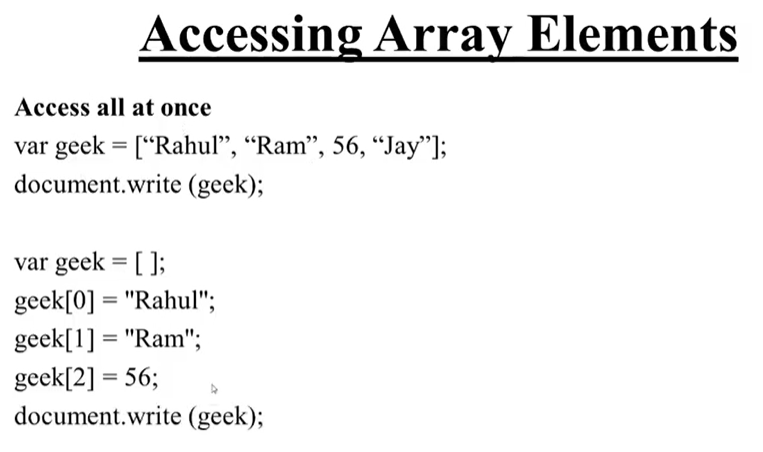 Accessing Array Elements
Access all at once
var geek = [“Rahul”, “Ram”, 56, “Jay”];
document.write (geek);
var geek = [ ];
geek[0] = "Rahul";
geek[1] = "Ram";
geek[2] = 56;
document.write (geek);